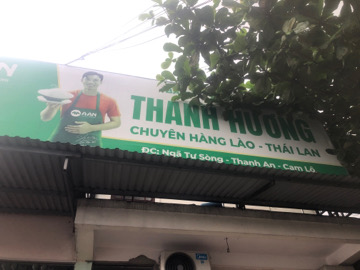 THANH HƯƠNG
CHUYÊN HÀNG LÀO - THÁI LAN
ĐC: Ngã Tư Sòng - Thanh An - Cam Lộ